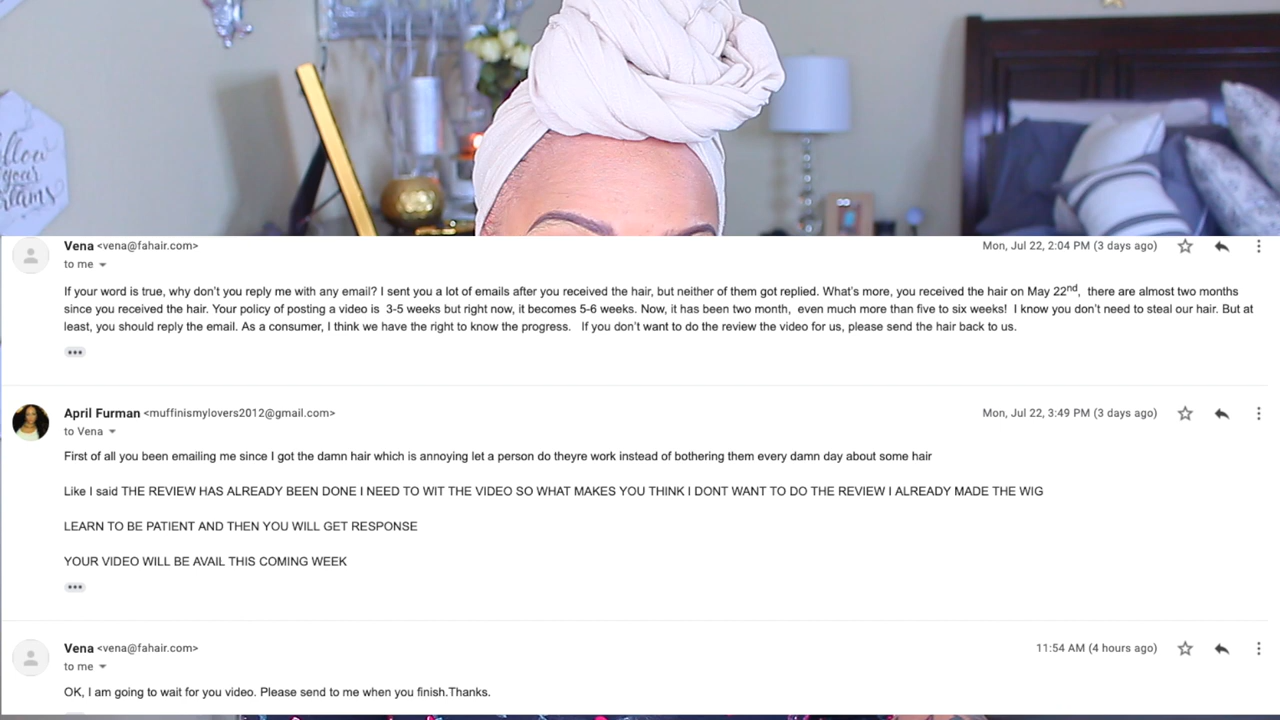 follow
your
dreams
Vena <vena@fahair.com>
Mon, Jul 22, 2:04 PM (3 days ago)
to me
If your word is true, why don't you reply me with any email? I sent you a lot of emails after you received the hair, but neither of them got replied. What's more, you received the hair on May 22nd, there are almost two months
since you received the hair. Your policy of posting a video is 3-5 weeks but right now, it becomes 5-6 weeks. Now, it has been two month, even much more than five to six weeks! I know you don't need to steal our hair. But at
least, you should reply the email. As a consumer, I think we have the right to know the progress. If you don't want to do the review the video for us, please send the hair back to us.
April Furman <muffinismylovers2012@gmail.com>
Mon, Jul 22, 3:49 PM (3 days ago)
to Vena
First of all you been emailing me since I got the damn hair which is annoying let a person do theyre work instead of bothering them every damn day about some hair
Like I said THE REVIEW HAS ALREADY BEEN DONE I NEED TO WIT THE VIDEO SO WHAT MAKES YOU THINK I DONT WANT TO DO THE REVIEW I ALREADY MADE THE WIG
LEARN TO BE PATIENT AND THEN YOU WILL GET RESPONSE
YOUR VIDEO WILL BE AVAIL THIS COMING WEEK
Vena <vena@fahair.com>
11:54 AM (4 hours ago)
to me
OK, I am going to wait for you video. Please send to me when you finish.Thanks.